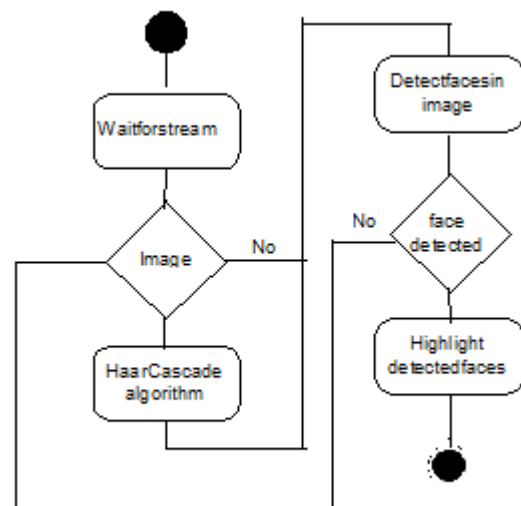 Waitforstream
Image
No
HaarCascade
algorithm
Detectfacesin
image
No
face
detected
Highlight
detectedfaces